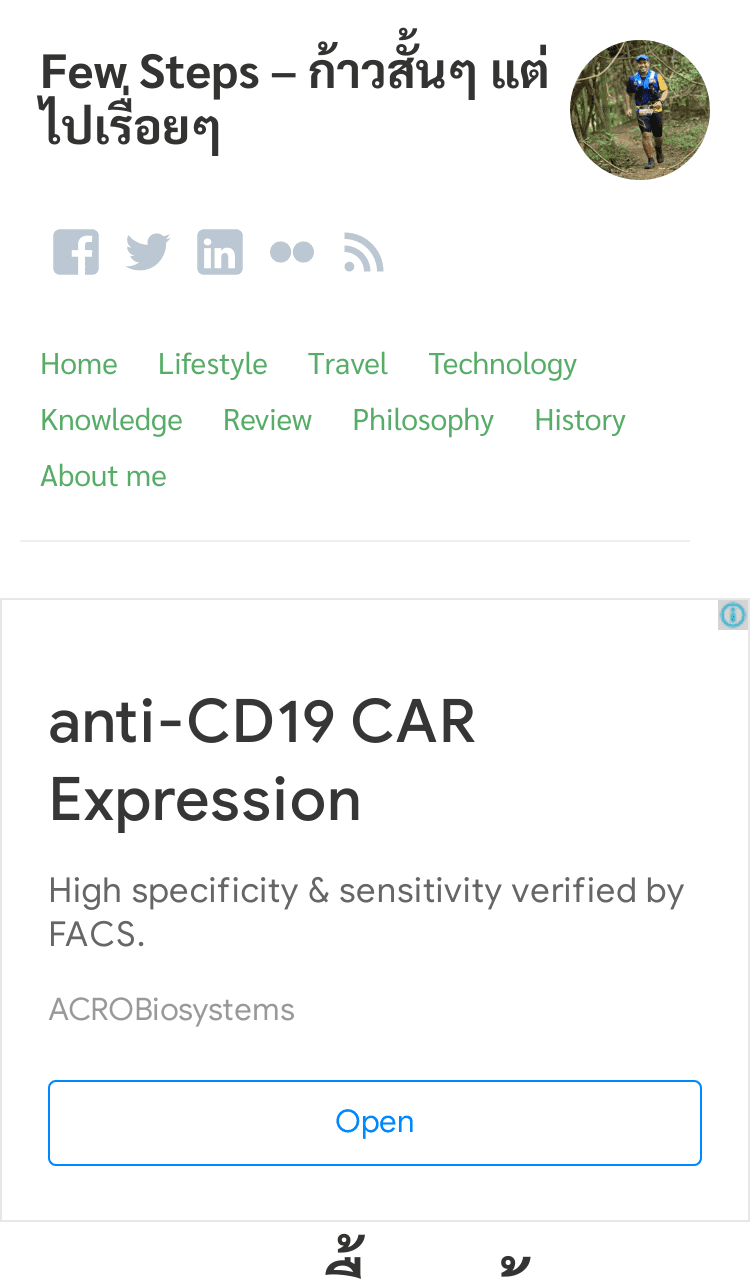 Few Steps – ก้าวสั้นๆ แต่
ไปเรื่อยๆ
Home Lifestyle Travel Technology
Knowledge Review Philosophy History
About me
anti-CD19 CAR
Expression
High specificity & sensitivity verified by
FACS.
ACROBiosystems
Open